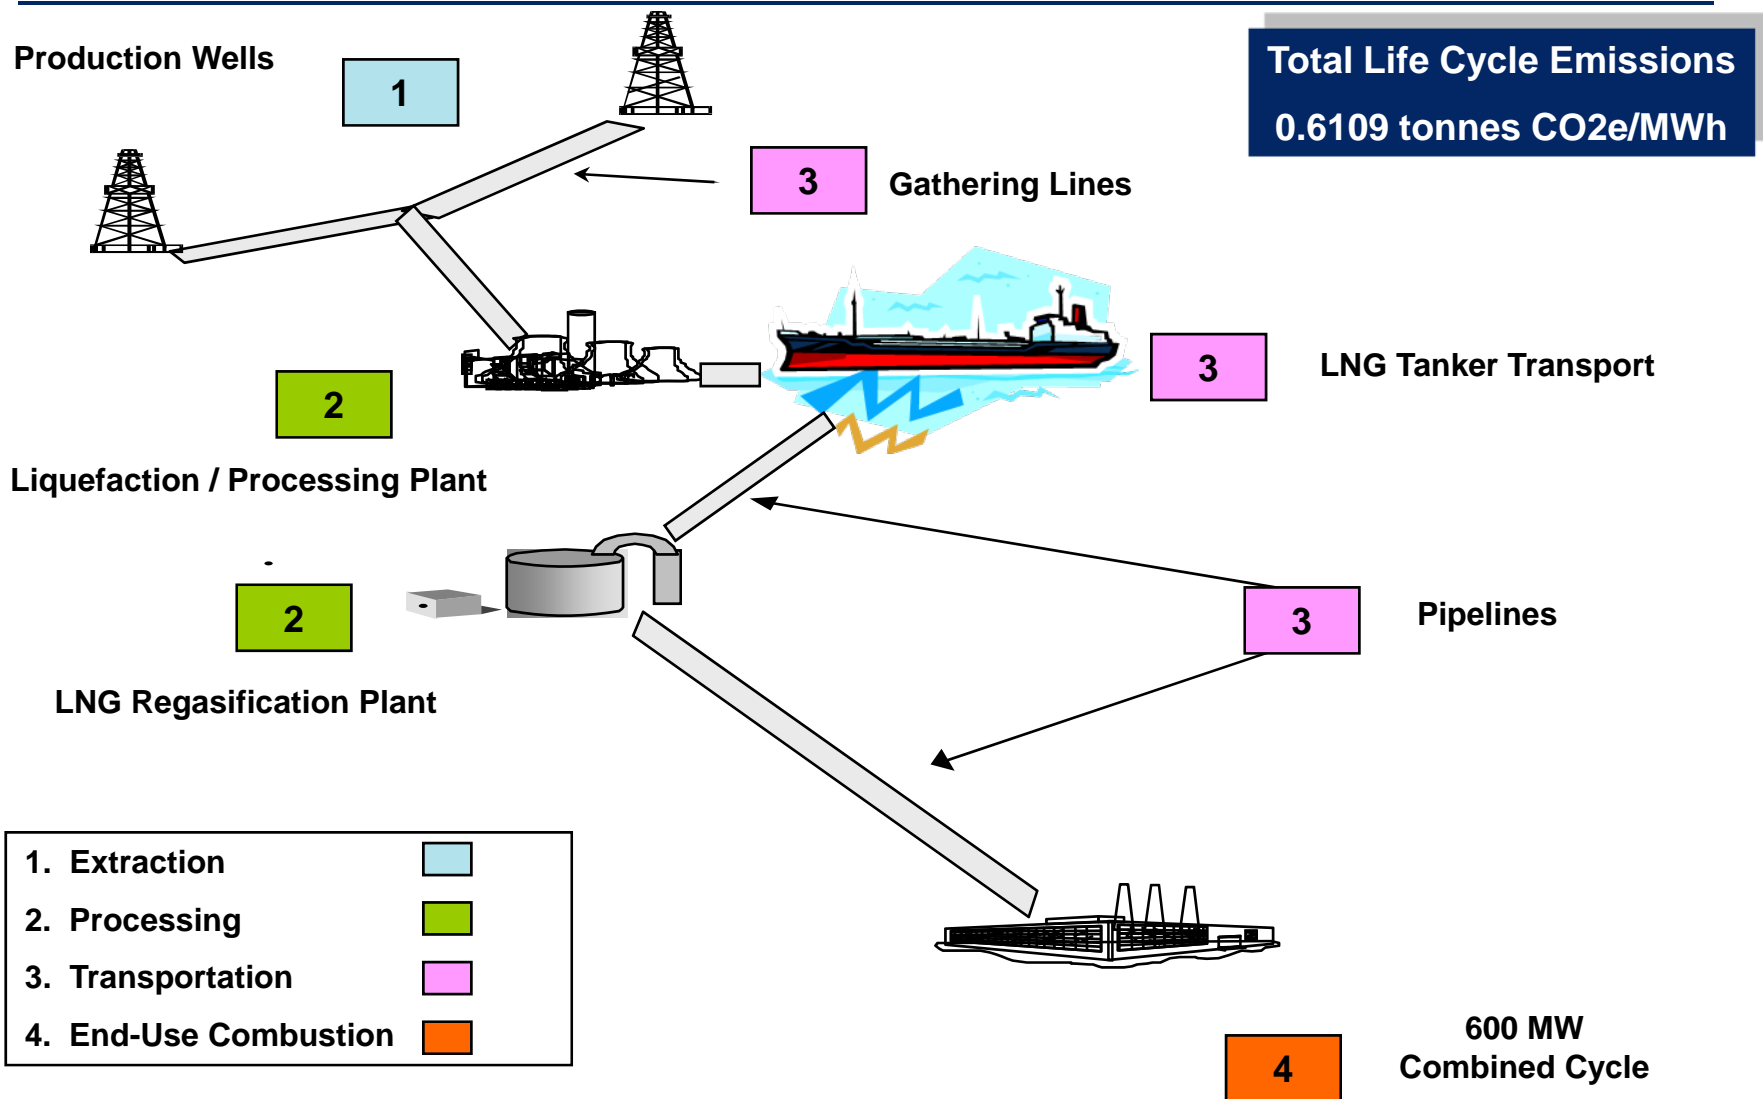 Production Wells
1
Total Life Cycle Emissions
0.6109 tonnes CO2e/MWh
3
Gathering Lines
3
LNG Tanker Transport
2
Liquefaction / Processing Plant
2
3
Pipelines
LNG Regasification Plant
1. Extraction
2. Processing
3. Transportation
4. End-Use Combustion
4
600 MW
Combined Cycle